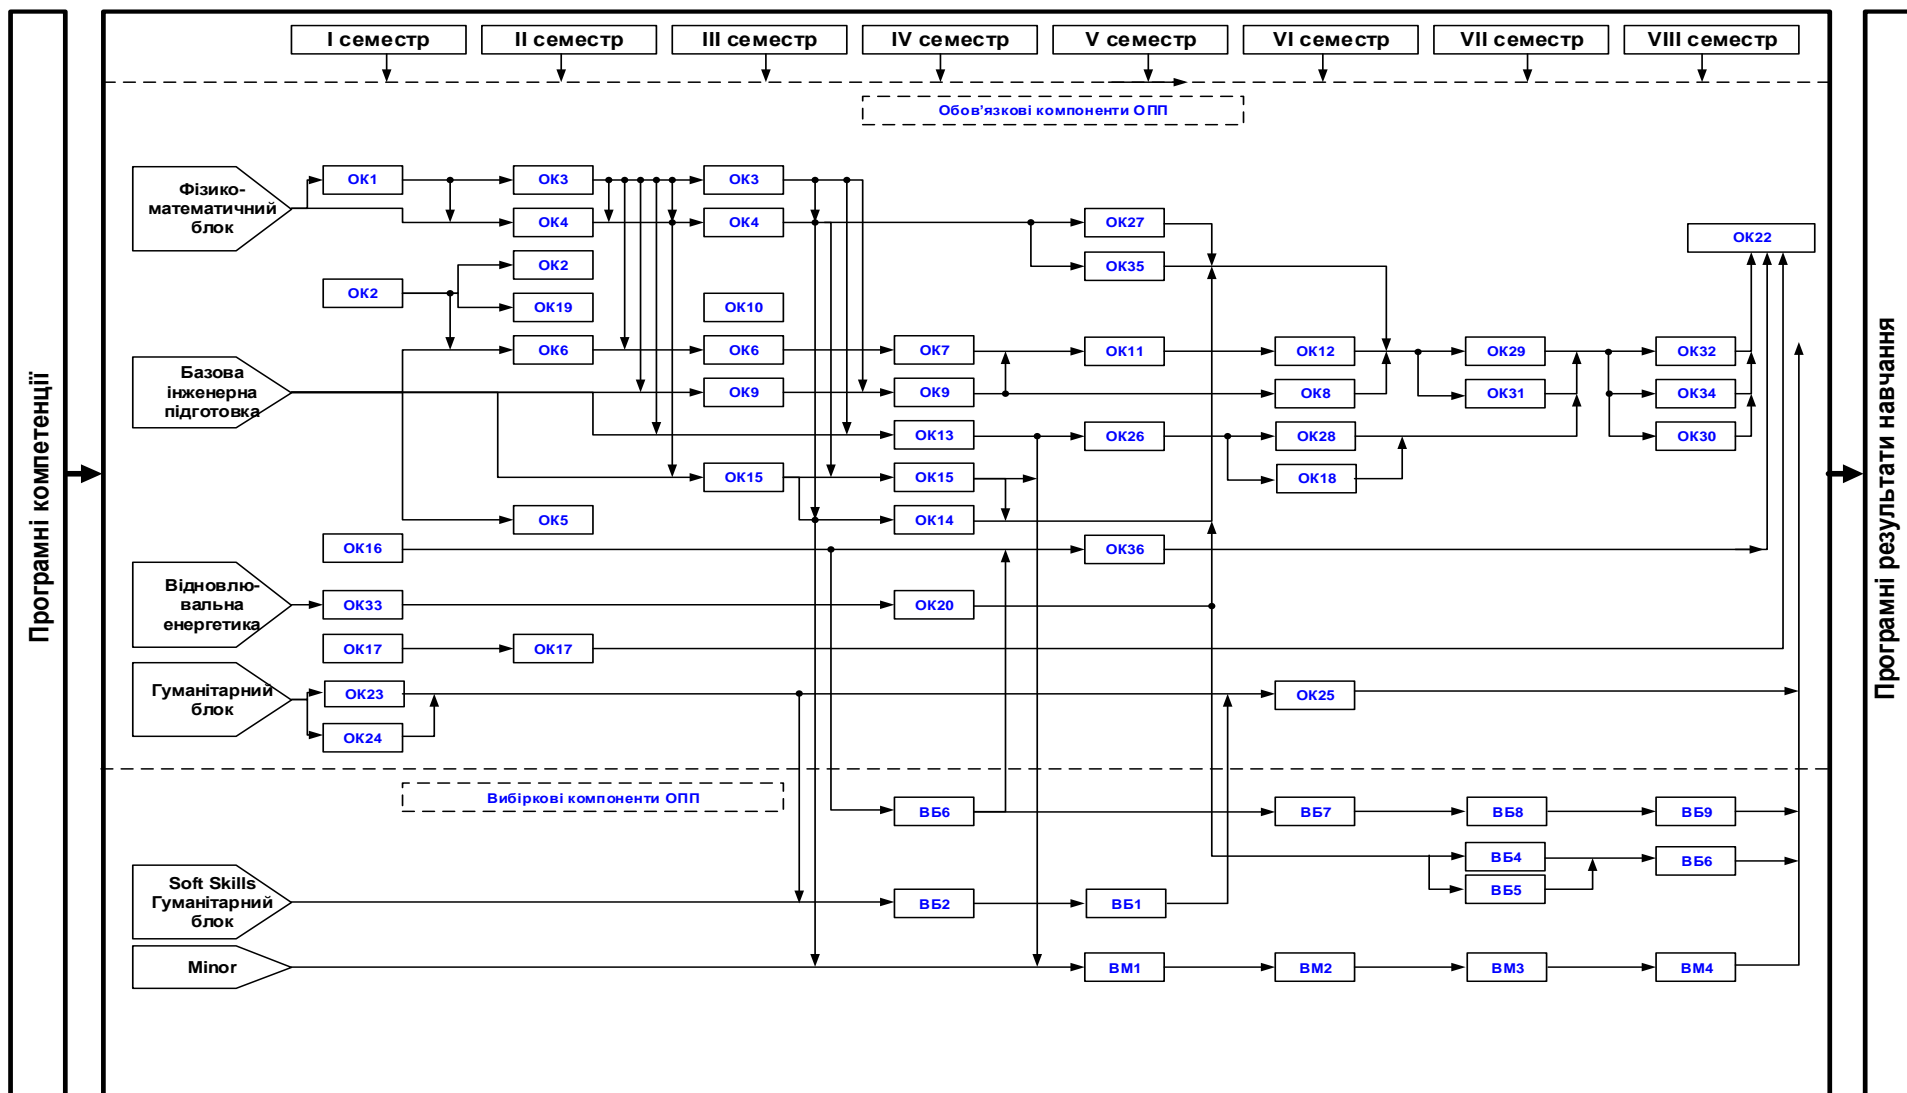 Програмні компетенції
I семестр
II семестр
III семестр
IV семестр
V семестр
VI семестр
VII семестр
VIII семестр
Обов'язкові компоненти ОПП
Фізико-
математичний
блок
ОК1
ОК3
ОК3
ОК4
ОК4
ОК27
ОК22
ОК2
ОК35
ОК2
ОК19
ОК10
Базова
інженерна
підготовка
ОК6
ОК6
ОК7
ОК11
ОК12
ОК29
ОК32
ОК9
ОК9
ОК8
ОК31
ОК34
ОК13
ОК26
ОК28
ОК30
ОК15
ОК15
ОК18
ОК5
ОК14
ОК16
ОК36
Відновлю-
вальна
енергетика
ОК33
ОК20
ОК17
ОК17
Гуманітарний
блок
ОК23
ОК25
ОК24
Вибіркові компоненти ОПП
ВБ6
ВБ7
ВБ8
ВБ9
ВБ4
ВБ6
ВБ5
Soft Skills
Гуманітарний
блок
ВБ2
ВБ1
Minor
ВМ1
ВМ2
ВМ3
ВМ4
Програмні результати навчання